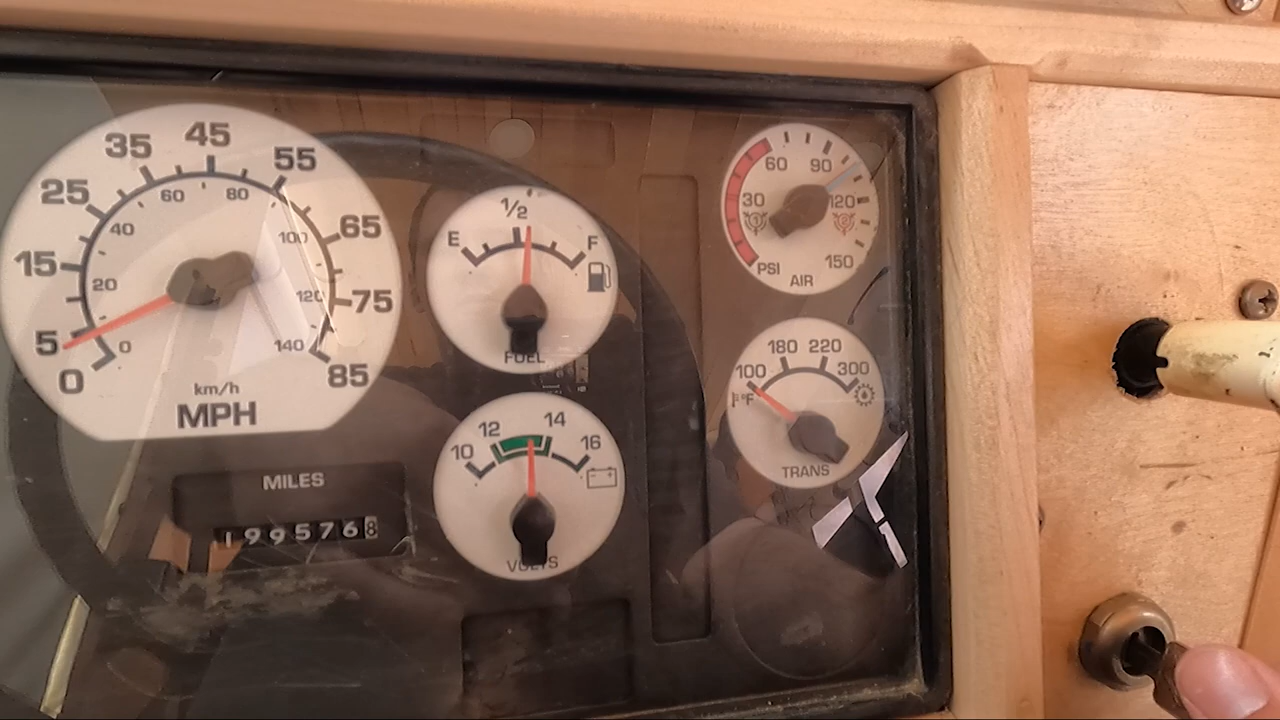 5 15 25 35 45 55 65 75 85
0
0 20 40 60 80 100 120 140
km/h
MPH
MILES
1995768
E 1/2 F
FUEL
10 12 14 16
VOLTS
30 60 90 120 150
1 2
PSI
AIR
100 180 220 300
°F
TRANS